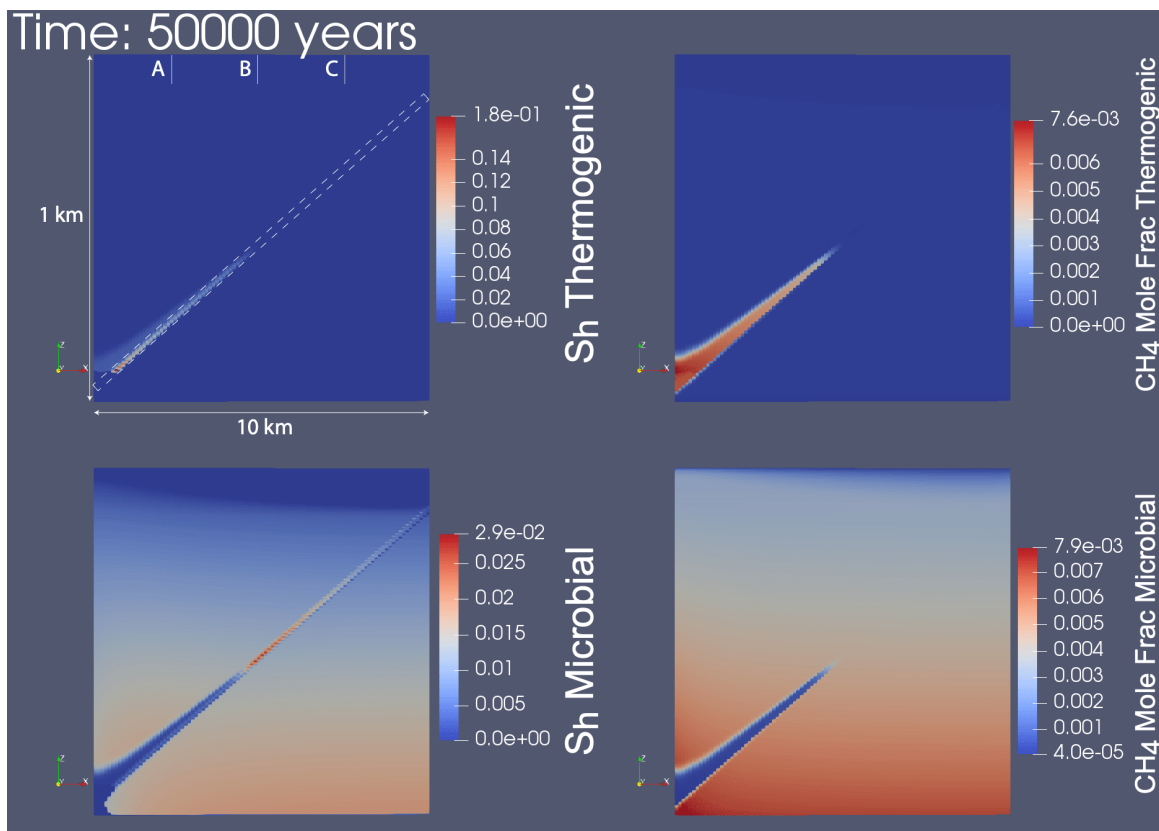 Time: 50000 years
A B C
1 km
10 km
1.8e-01
0.14
0.12
0.1
0.08
0.06
0.04
0.02
0.0e+00
Sh Thermogenic
Z
Y X
7.6e-03
0.006
0.005
0.004
0.003
0.002
0.001
0.0e+00
CH4 Mole Frac Thermogenic
Z
Y X
2.9e-02
0.025
0.02
0.015
0.01
0.005
0.0e+00
Sh Microbial
Z
Y X
7.9e-03
0.007
0.006
0.005
0.004
0.003
0.002
0.001
4.0e-05
CH4 Mole Frac Microbial
Z
Y X